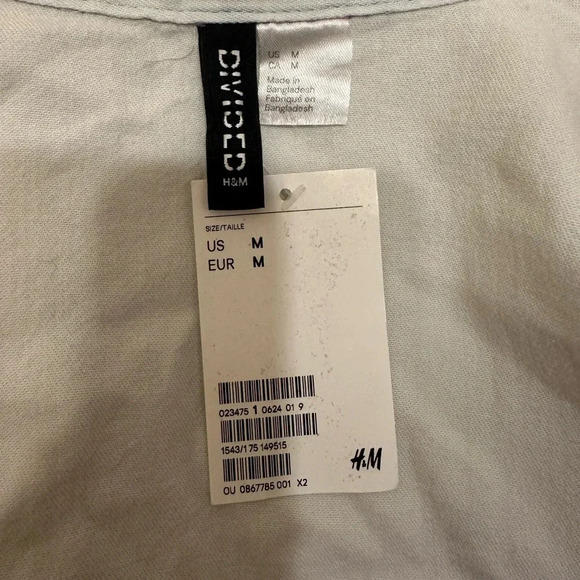 DIVIDED
H&M
US M
CA M
Made in
Bangladesh
Fabriqué en
Bangladesh
SIZE/TAILLE
US M
EUR M
023475 1 0624 01 9
1543/175 149515
H&M
OU 0867785 001 X2